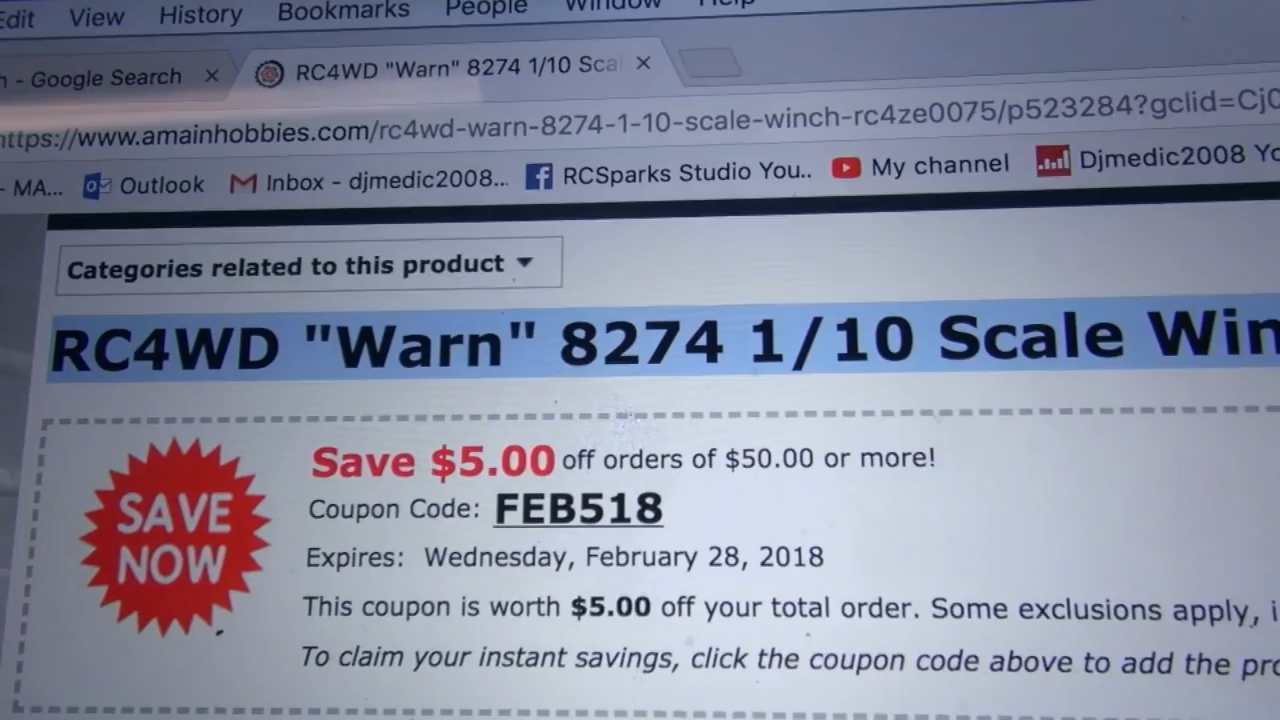 Edit View History Bookmarks People Window Help
- Google Search × RC4WD "Warn" 8274 1/10 Sca ×
https://www.amainhobbies.com/rc4wd-warn-8274-1-10-scale-winch-rc4ze0075/p523284?gclid=Cj0
- MA... Outlook Inbox - djmedic2008... RCSparks Studio You.. My channel Djmedic2008 Yo
Categories related to this product
RC4WD "Warn" 8274 1/10 Scale Win
SAVE NOW
Save $5.00 off orders of $50.00 or more!
Coupon Code: FEB518
Expires: Wednesday, February 28, 2018
This coupon is worth $5.00 off your total order. Some exclusions apply, i
To claim your instant savings, click the coupon code above to add the pro